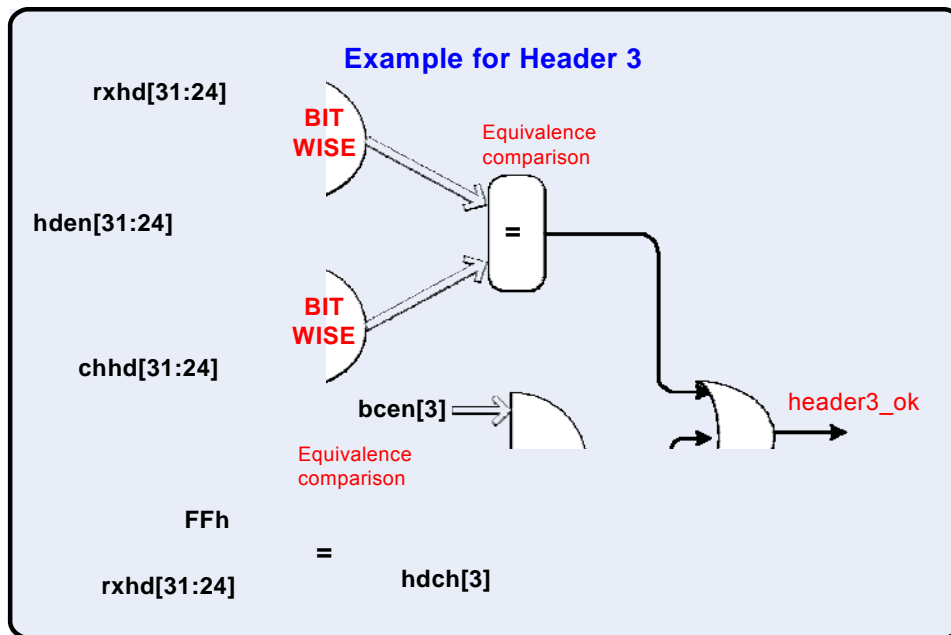 Example for Header 3
rxhd[31:24]
BIT
WISE
Equivalence
comparison
hden[31:24]
=
BIT
WISE
chhd[31:24]
bcen[3]
header3_ok
Equivalence
comparison
FFh
=
rxhd[31:24]
hdch[3]